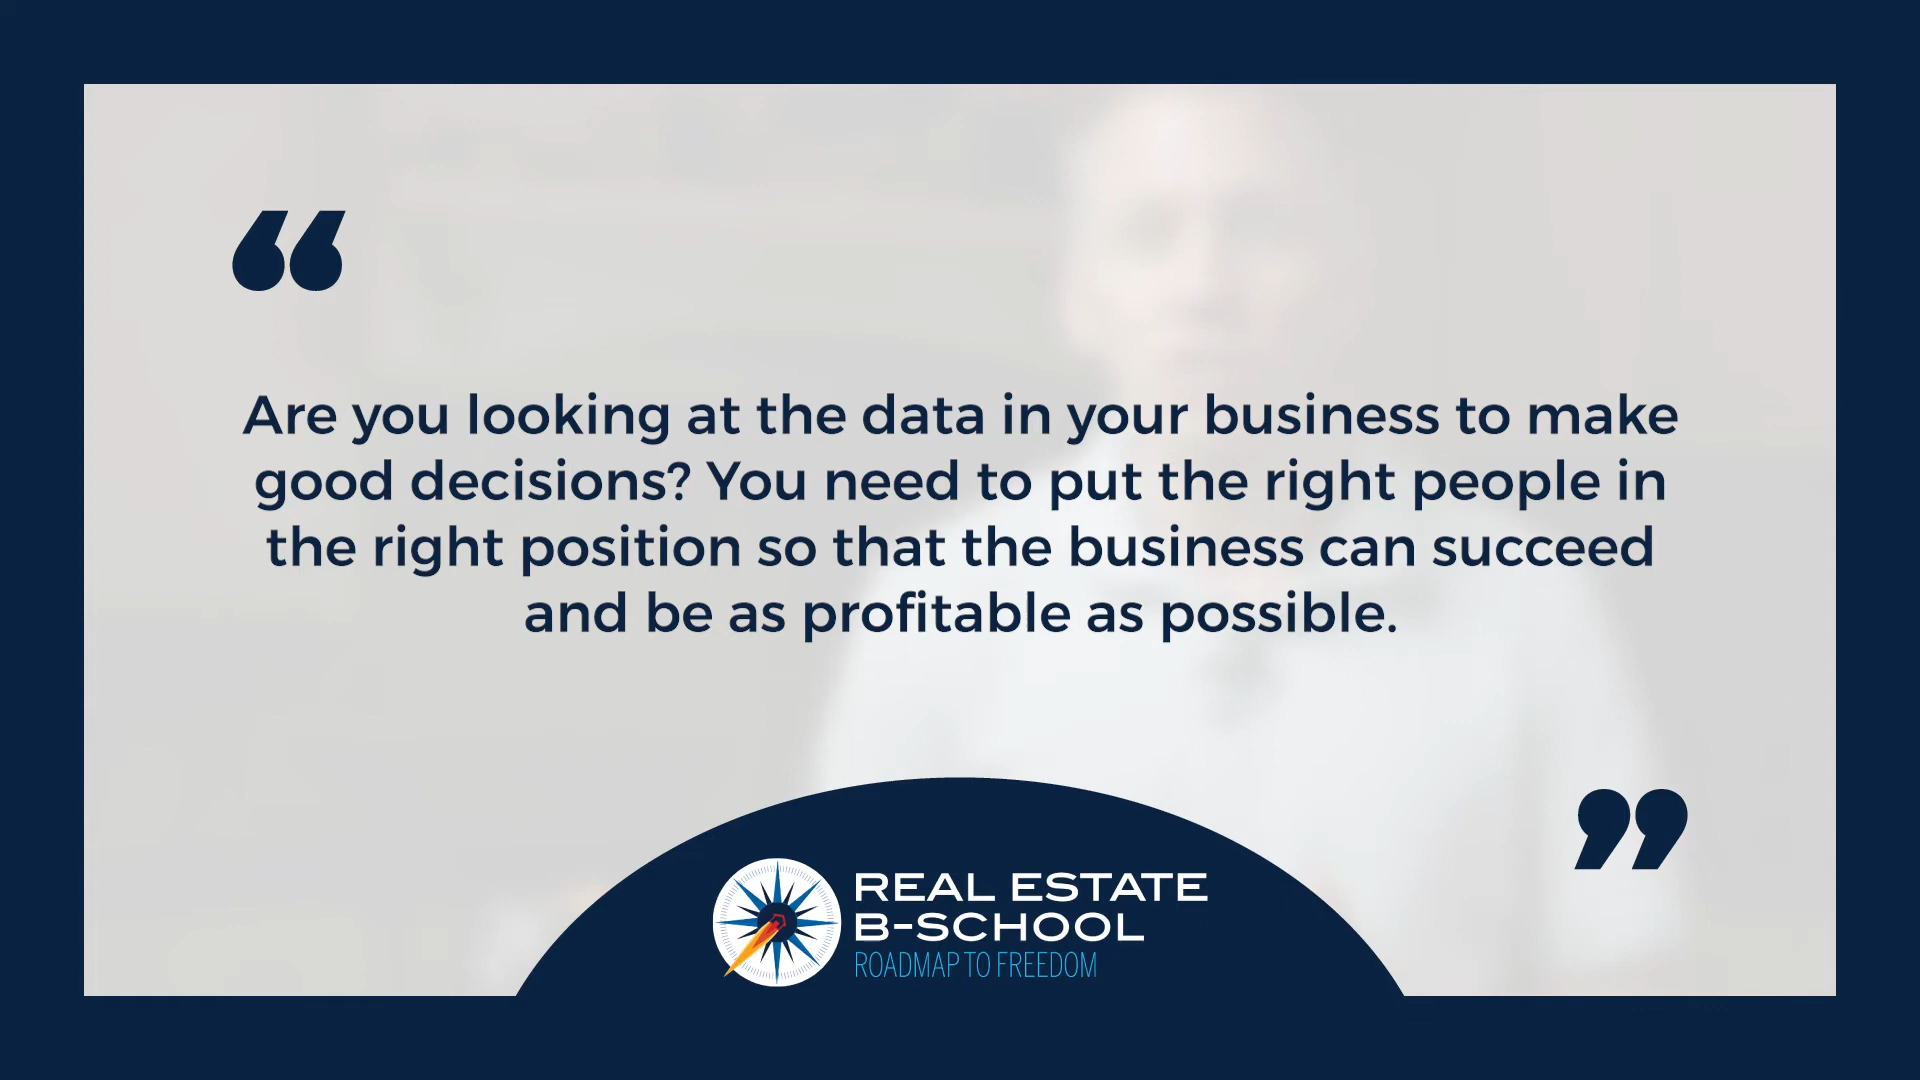 “
Are you looking at the data in your business to make
good decisions? You need to put the right people in
the right position so that the business can succeed
and be as profitable as possible.
”
REAL ESTATE
B-SCHOOL
ROADMAP TO FREEDOM